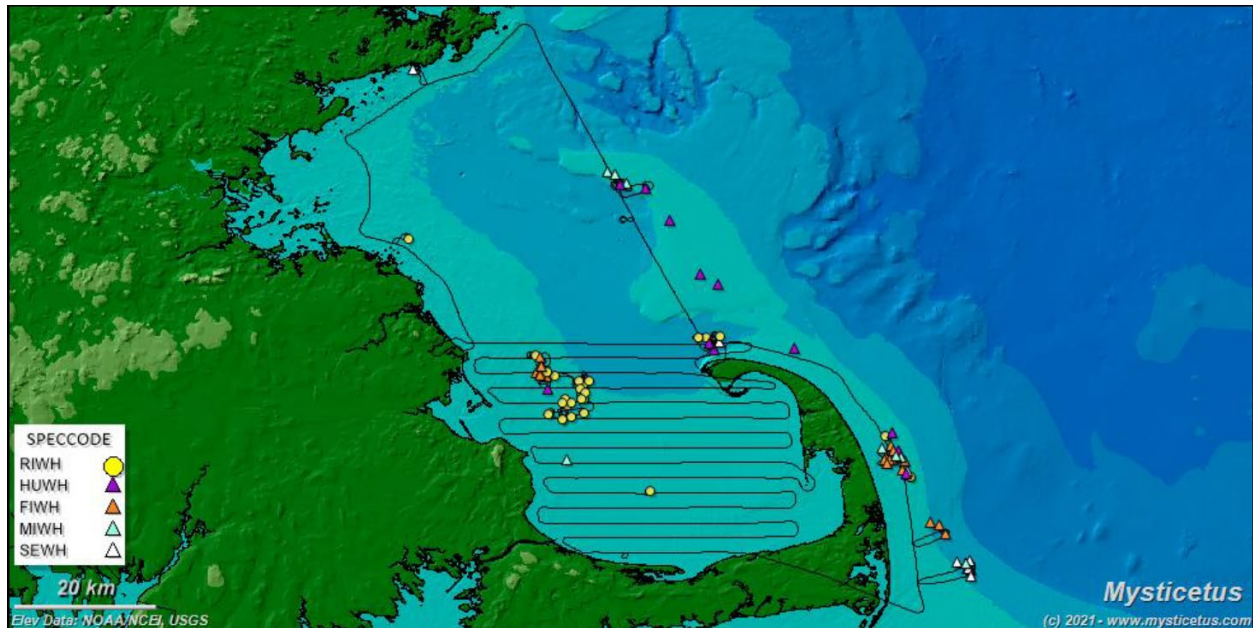 SPECCODE
RIWH
HUWH
FIWH
MIWH
SEWH
20 km
Elev Data: NOAA/NCEI, USGS
Mysticetus
(c) 2021 - www.mysticetus.com